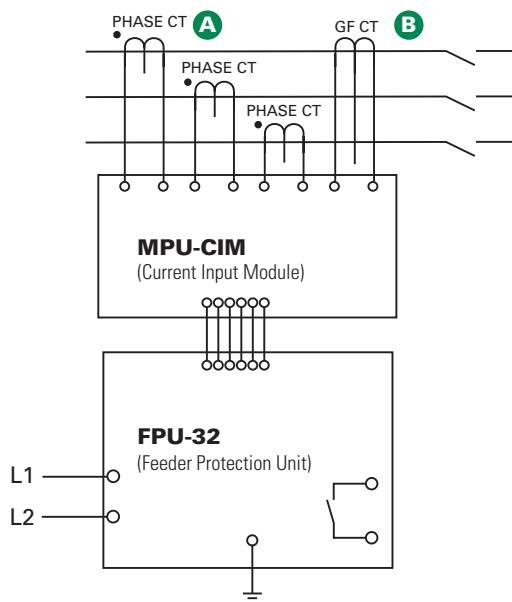 PHASE CT A
GF CT B
PHASE CT
PHASE CT
MPU-CIM
(Current Input Module)
FPU-32
(Feeder Protection Unit)
L1
L2